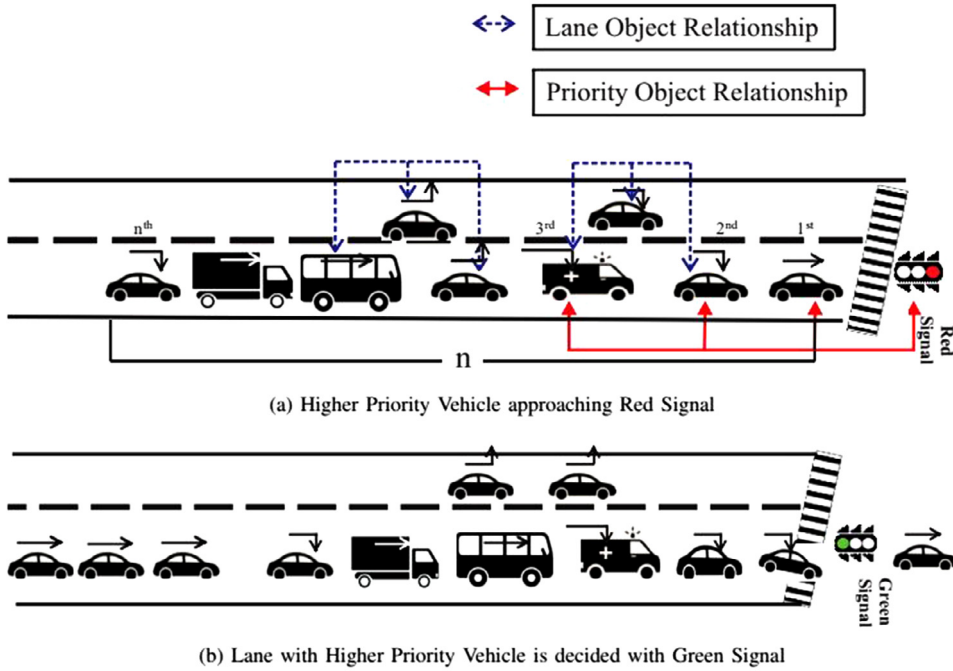 Lane Object Relationship
Priority Object Relationship
nth
3rd
2nd
1st
Red
Signal
n
(a) Higher Priority Vehicle approaching Red Signal
Green
Signal
(b) Lane with Higher Priority Vehicle is decided with Green Signal